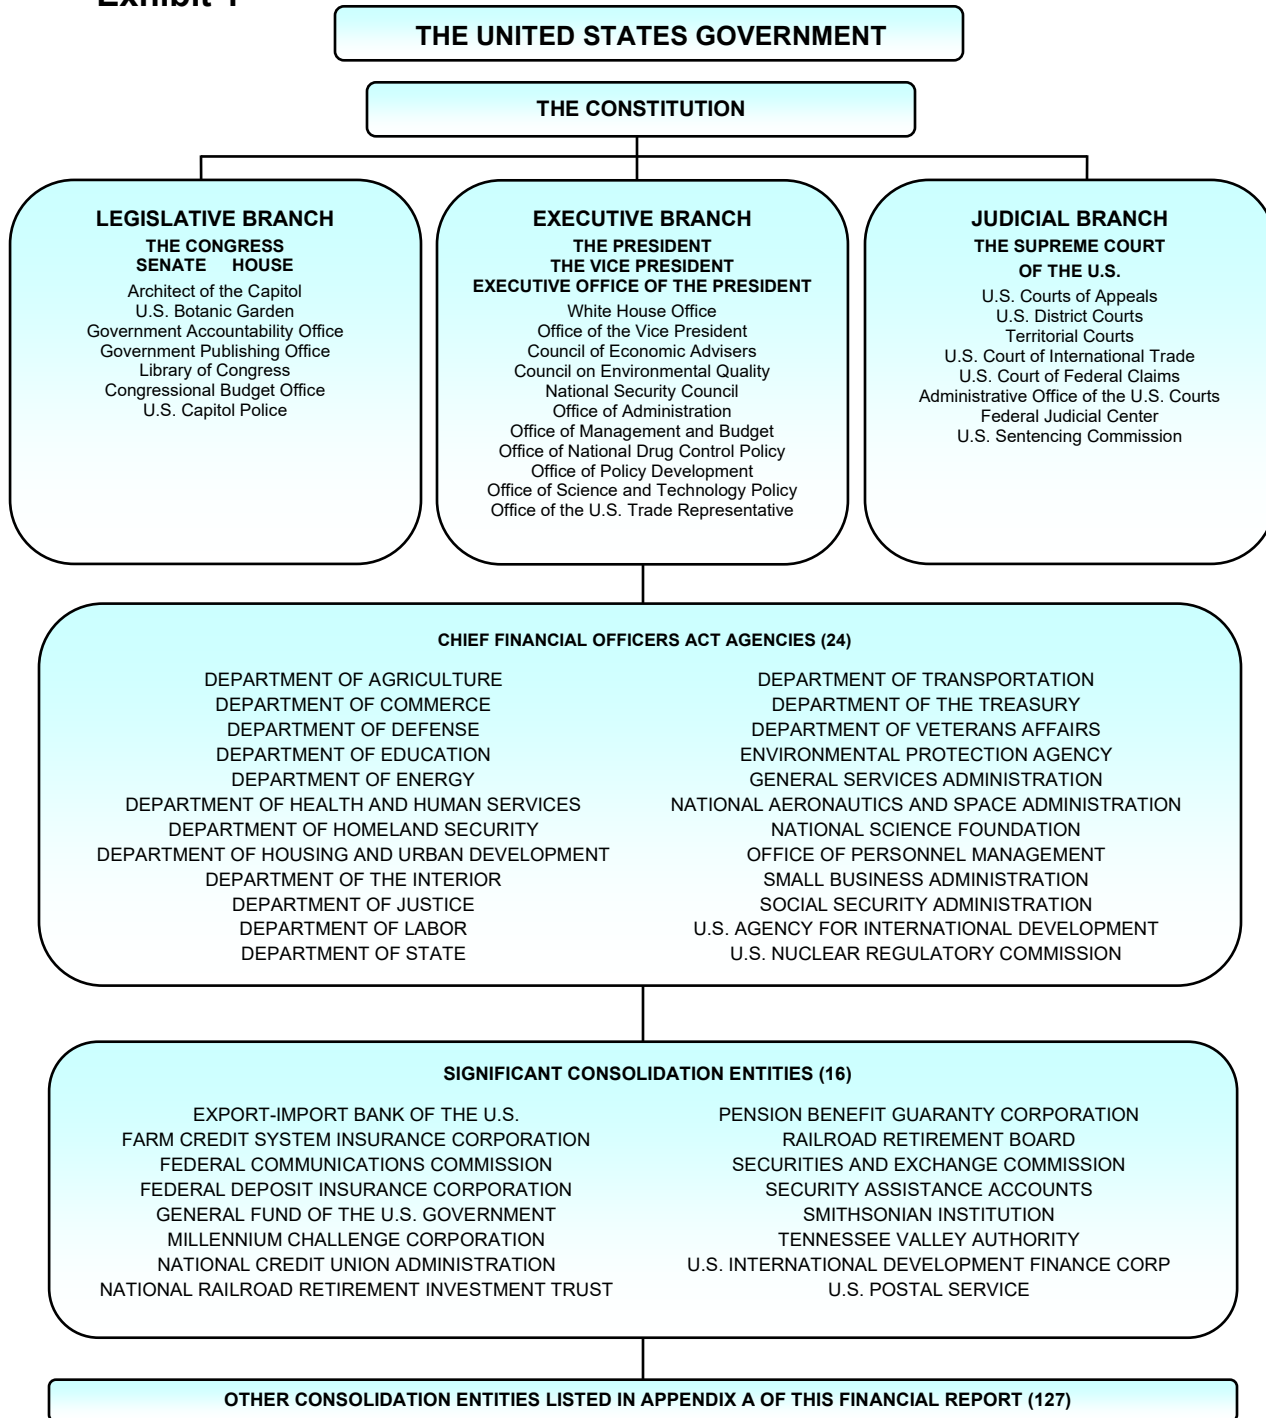 Exhibit 1
THE UNITED STATES GOVERNMENT
THE CONSTITUTION
LEGISLATIVE BRANCH
THE CONGRESS
SENATE HOUSE
Architect of the Capitol
U.S. Botanic Garden
Government Accountability Office
Government Publishing Office
Library of Congress
Congressional Budget Office
U.S. Capitol Police
EXECUTIVE BRANCH
THE PRESIDENT
THE VICE PRESIDENT
EXECUTIVE OFFICE OF THE PRESIDENT
White House Office
Office of the Vice President
Council of Economic Advisers
Council on Environmental Quality
National Security Council
Office of Administration
Office of Management and Budget
Office of National Drug Control Policy
Office of Policy Development
Office of Science and Technology Policy
Office of the U.S. Trade Representative
JUDICIAL BRANCH
THE SUPREME COURT
OF THE U.S.
U.S. Courts of Appeals
U.S. District Courts
Territorial Courts
U.S. Court of International Trade
U.S. Court of Federal Claims
Administrative Office of the U.S. Courts
Federal Judicial Center
U.S. Sentencing Commission
CHIEF FINANCIAL OFFICERS ACT AGENCIES (24)
DEPARTMENT OF AGRICULTURE
DEPARTMENT OF COMMERCE
DEPARTMENT OF DEFENSE
DEPARTMENT OF EDUCATION
DEPARTMENT OF ENERGY
DEPARTMENT OF HEALTH AND HUMAN SERVICES
DEPARTMENT OF HOMELAND SECURITY
DEPARTMENT OF HOUSING AND URBAN DEVELOPMENT
DEPARTMENT OF THE INTERIOR
DEPARTMENT OF JUSTICE
DEPARTMENT OF LABOR
DEPARTMENT OF STATE
DEPARTMENT OF TRANSPORTATION
DEPARTMENT OF THE TREASURY
DEPARTMENT OF VETERANS AFFAIRS
ENVIRONMENTAL PROTECTION AGENCY
GENERAL SERVICES ADMINISTRATION
NATIONAL AERONAUTICS AND SPACE ADMINISTRATION
NATIONAL SCIENCE FOUNDATION
OFFICE OF PERSONNEL MANAGEMENT
SMALL BUSINESS ADMINISTRATION
SOCIAL SECURITY ADMINISTRATION
U.S. AGENCY FOR INTERNATIONAL DEVELOPMENT
U.S. NUCLEAR REGULATORY COMMISSION
SIGNIFICANT CONSOLIDATION ENTITIES (16)
EXPORT-IMPORT BANK OF THE U.S.
FARM CREDIT SYSTEM INSURANCE CORPORATION
FEDERAL COMMUNICATIONS COMMISSION
FEDERAL DEPOSIT INSURANCE CORPORATION
GENERAL FUND OF THE U.S. GOVERNMENT
MILLENNIUM CHALLENGE CORPORATION
NATIONAL CREDIT UNION ADMINISTRATION
NATIONAL RAILROAD RETIREMENT INVESTMENT TRUST
PENSION BENEFIT GUARANTY CORPORATION
RAILROAD RETIREMENT BOARD
SECURITIES AND EXCHANGE COMMISSION
SECURITY ASSISTANCE ACCOUNTS
SMITHSONIAN INSTITUTION
TENNESSEE VALLEY AUTHORITY
U.S. INTERNATIONAL DEVELOPMENT FINANCE CORP
U.S. POSTAL SERVICE
OTHER CONSOLIDATION ENTITIES LISTED IN APPENDIX A OF THIS FINANCIAL REPORT (127)